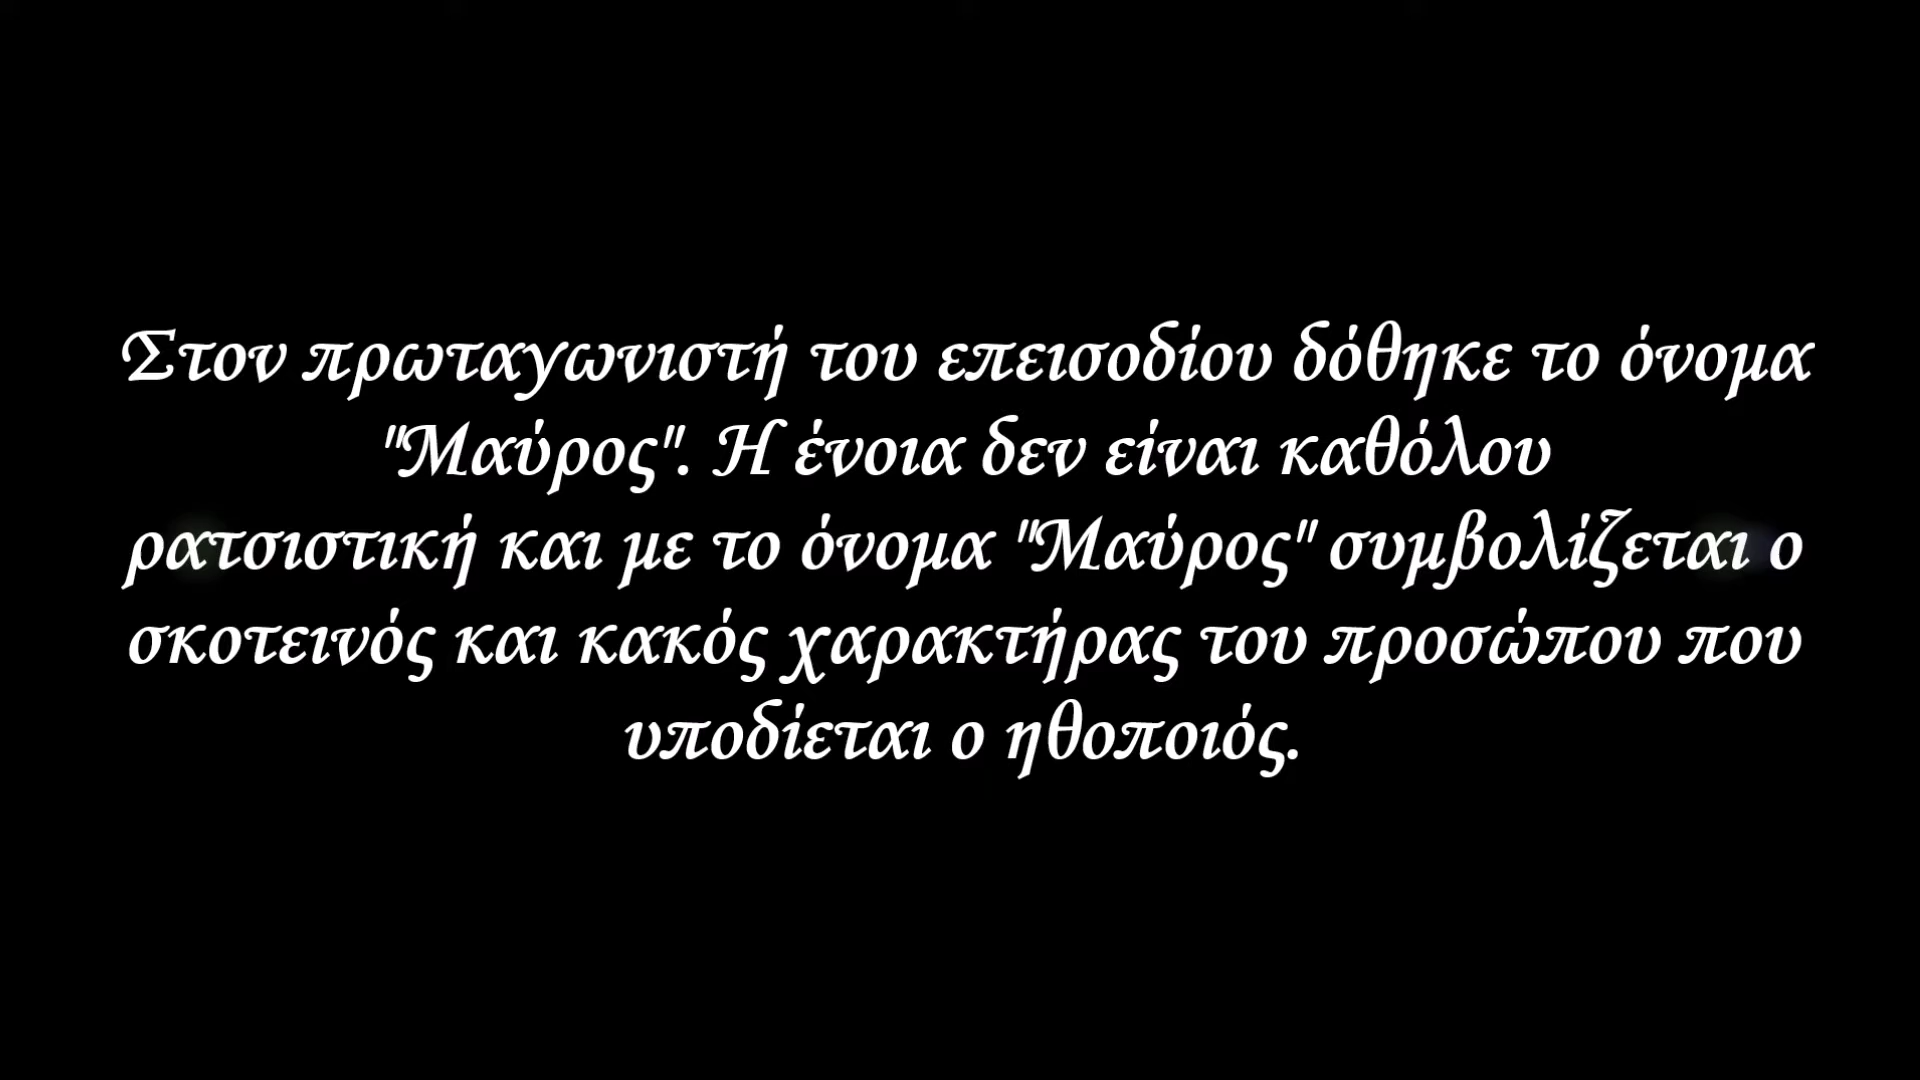 Στον πρωταγωνιστή του επεισοδίου δόθηκε το όνομα
"Μαύρος". Η ένοια δεν είναι καθόλου
ρατσιστική και με το όνομα "Μαύρος" συμβολίζεται ο
σκοτεινός και κακός χαρακτήρας του προσώπου που
υποδίεται ο ηθοποιός.